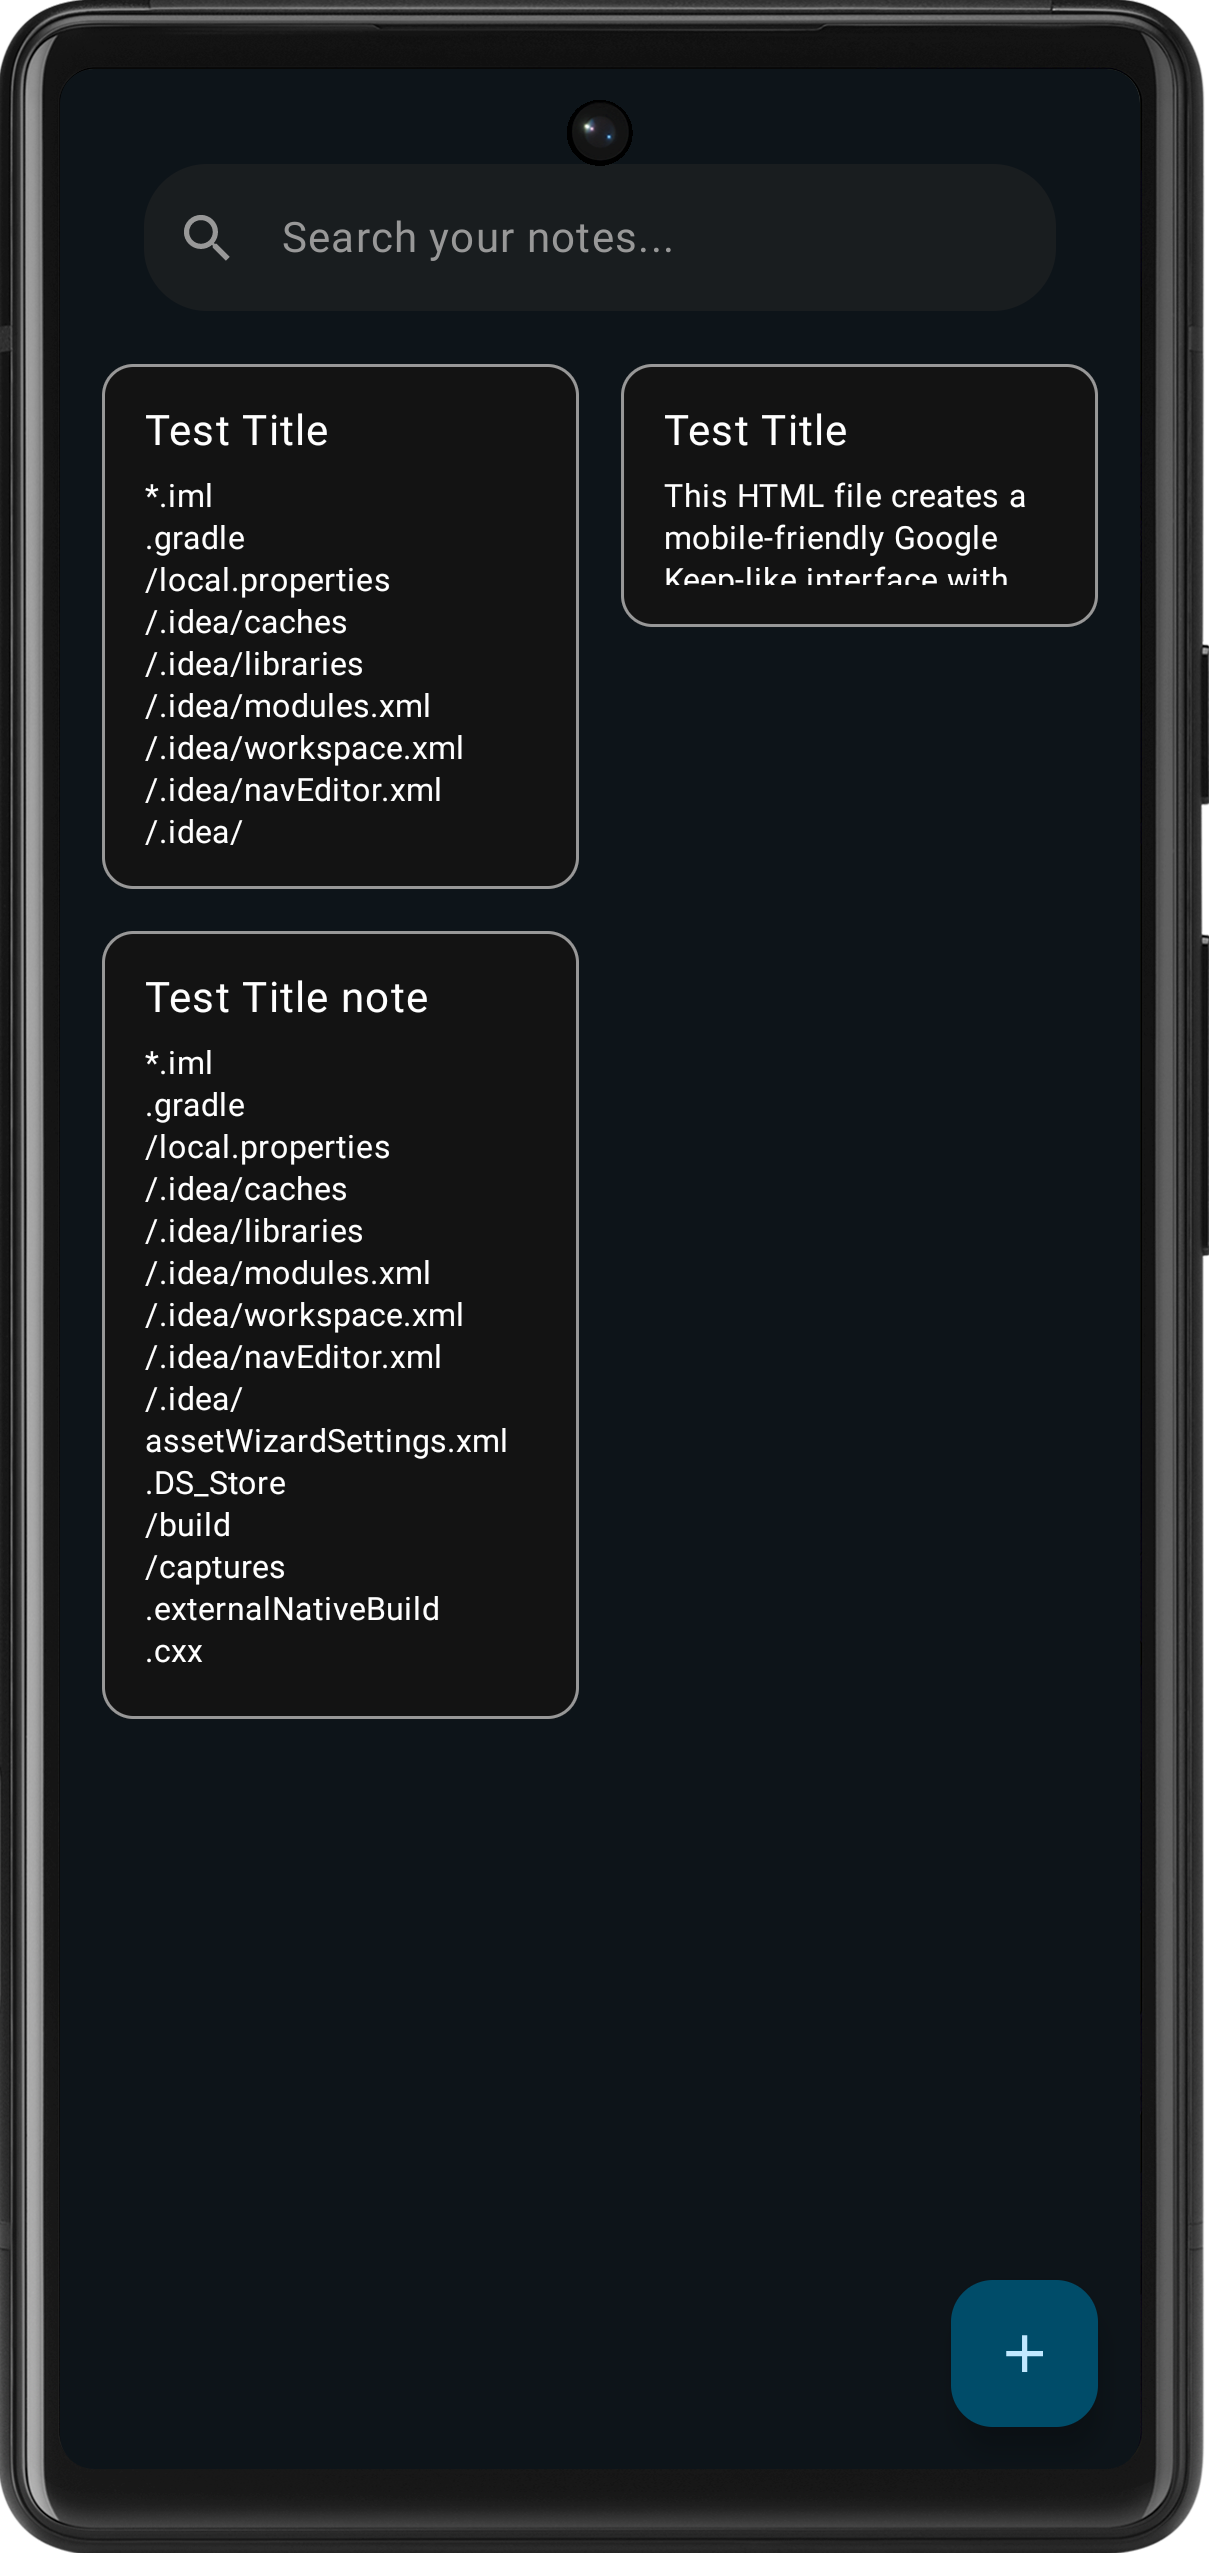 Search your notes...
Test Title
*.iml
.gradle
/local.properties
/.idea/caches
/.idea/libraries
/.idea/modules.xml
/.idea/workspace.xml
/.idea/navEditor.xml
/.idea/
Test Title
This HTML file creates a
mobile-friendly Google
Keep-like interface with
Test Title note
*.iml
.gradle
/local.properties
/.idea/caches
/.idea/libraries
/.idea/modules.xml
/.idea/workspace.xml
/.idea/navEditor.xml
/.idea/
assetWizardSettings.xml
.DS_Store
/build
/captures
.externalNativeBuild
.cxx